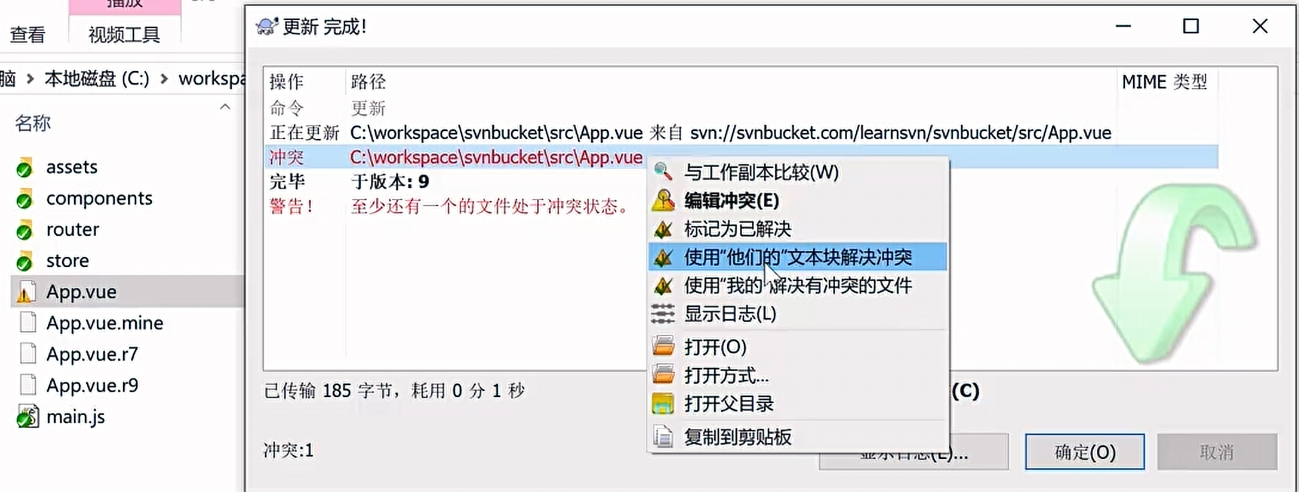 播放
查看
视频工具
脑 > 本地磁盘 (C:) > workspa
名称
assets
components
router
store
App.vue
App.vue.mine
App.vue.r7
App.vue.r9
main.js
更新 完成!
操作 路径 MIME 类型
命令 更新
正在更新 C:\workspace\svnbucket\src\App.vue 来自 svn://svnbucket.com/learnsvn/svnbucket/src/App.vue
冲突 C:\workspace\svnbucket\src\App.vue
完毕 于版本: 9
警告! 至少还有一个的文件处于冲突状态。
与工作副本比较(W)
编辑冲突(E)
标记为已解决
使用“他们的”文本块解决冲突
使用“我的”解决有冲突的文件
显示日志(L)
打开(O)
打开方式...
打开父目录
复制到剪贴板
已传输 185 字节，耗用 0 分 1 秒
(C)
冲突:1
显示日志(L)...
确定(O)
取消